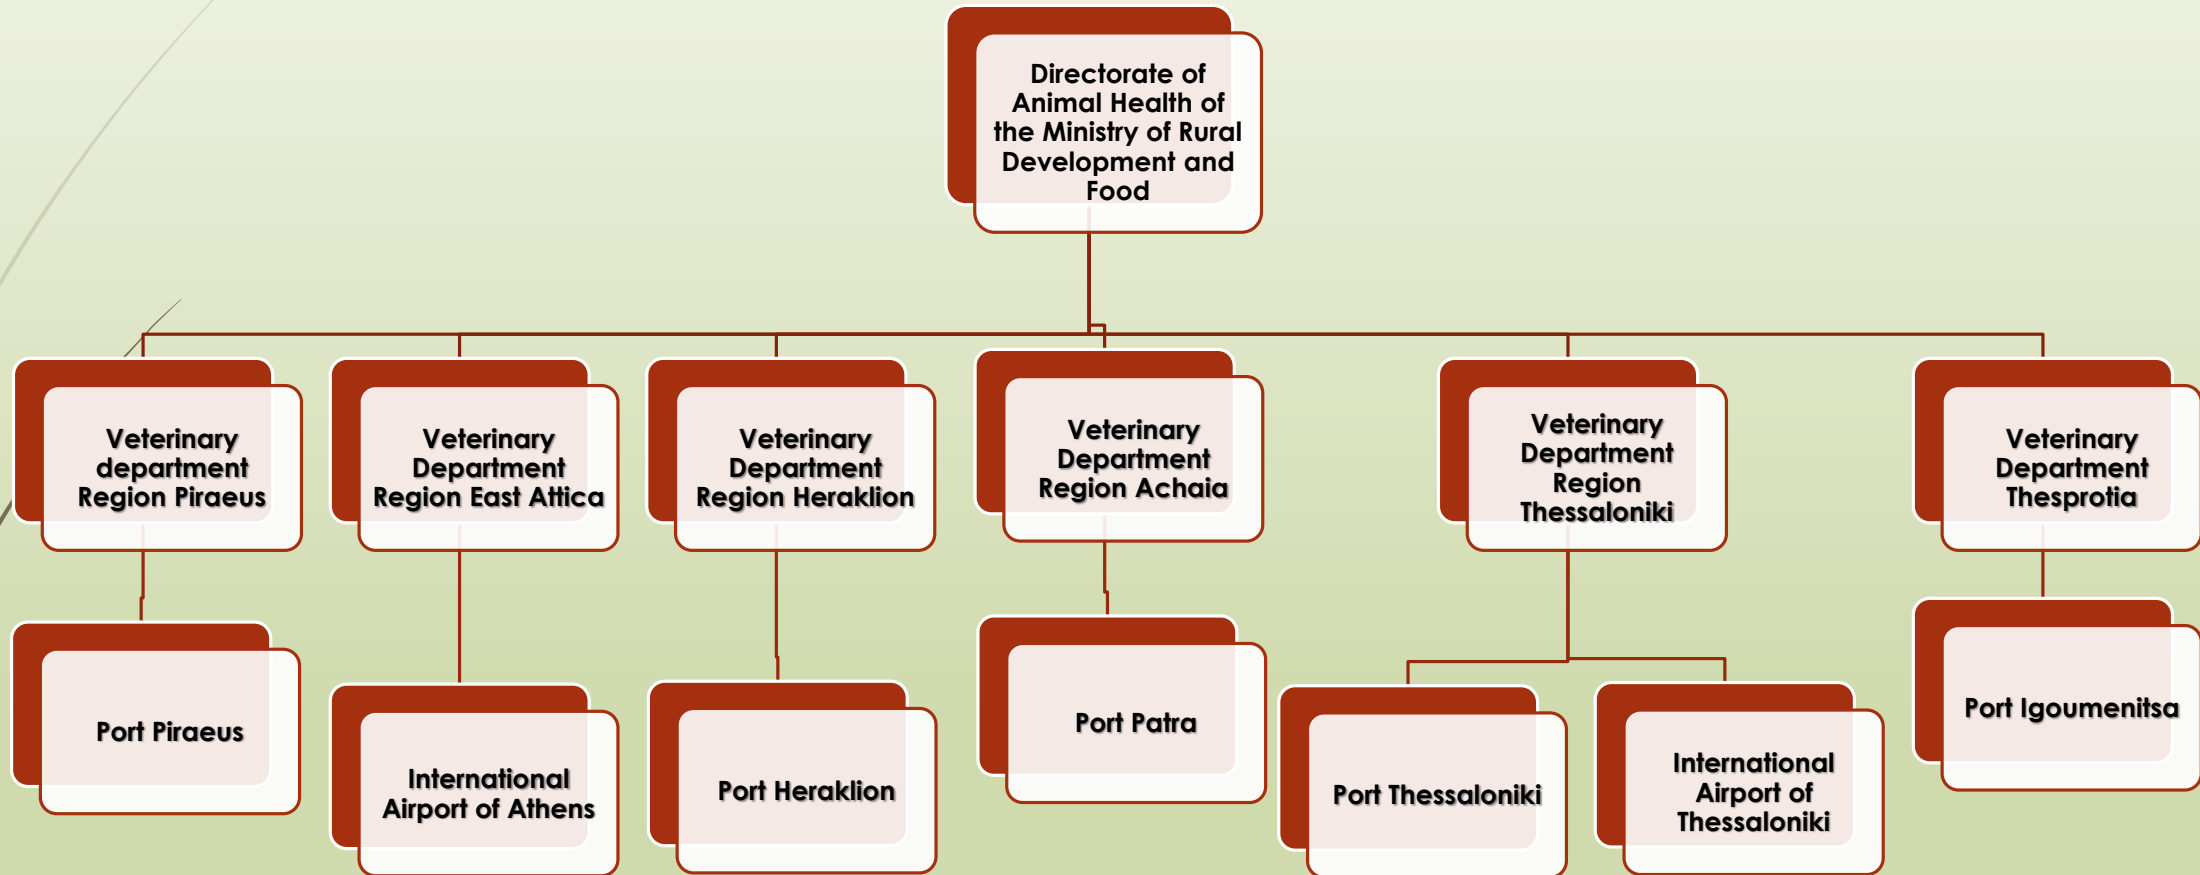 Directorate of
Animal Health of
the Ministry of Rural
Development and
Food
Veterinary
department
Region Piraeus
Veterinary
Department
Region East Attica
Veterinary
Department
Region Heraklion
Veterinary
Department
Region Achaia
Veterinary
Department
Region
Thessaloniki
Veterinary
Department
Thesprotia
Port Piraeus
International
Airport of Athens
Port Heraklion
Port Patra
Port Thessaloniki
International
Airport of
Thessaloniki
Port Igoumenitsa